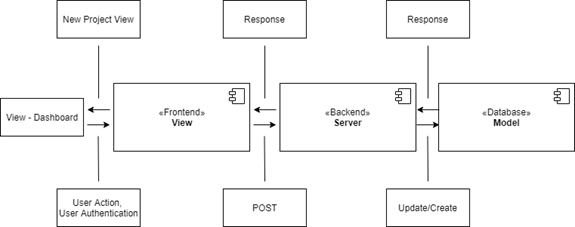 New Project View
Response
Response
View - Dashboard
«Frontend»
View
«Backend»
Server
«Database»
Model
User Action,
User Authentication
POST
Update/Create